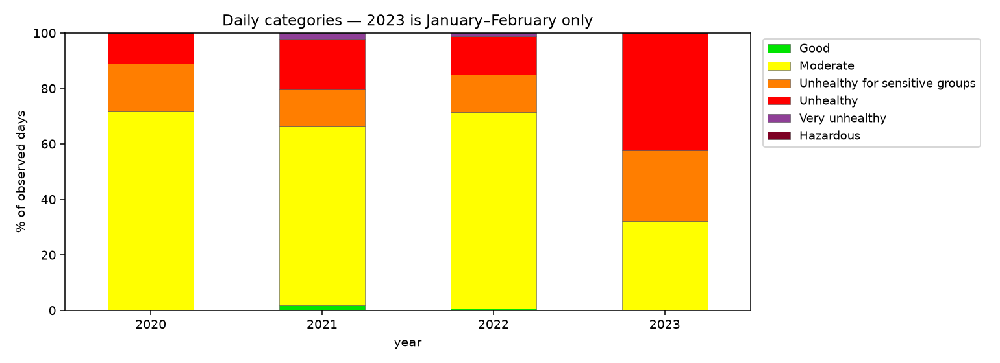 Daily categories — 2023 is January–February only
100
80
60
40
20
0
% of observed days
2020
2021
2022
2023
year
Good
Moderate
Unhealthy for sensitive groups
Unhealthy
Very unhealthy
Hazardous